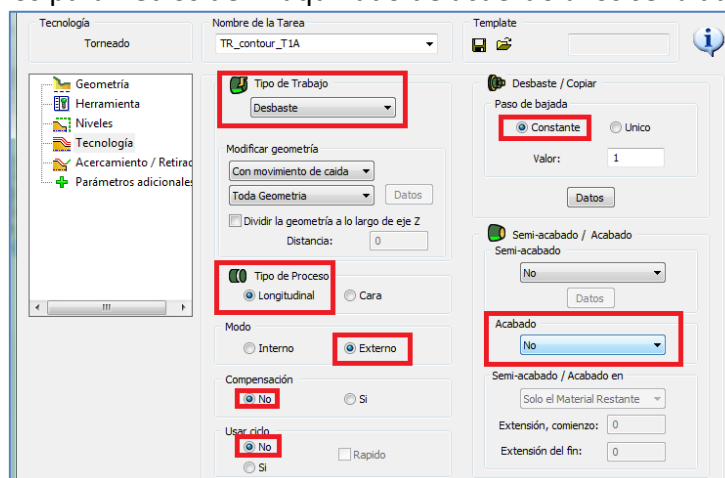 Tecnología
Torneado
Nombre de la Tarea
TR_contour_T1A
Template
Geometría
Herramienta
Niveles
Tecnología
Acercamiento / Retirac
Parámetros adicionale
Tipo de Trabajo
Desbaste
Modificar geometría
Con movimiento de caida
Toda Geometria
Datos
Dividir la geometría a lo largo de eje Z
Distancia:
0
Tipo de Proceso
Longitudinal
Cara
Modo
Interno
Externo
Compensación
No
Si
Usar ciclo
No
Rapido
Si
Desbaste / Copiar
Paso de bajada
Constante
Unico
Valor:
1
Datos
Semi-acabado / Acabado
Semi-acabado
No
Datos
Acabado
No
Semi-acabado / Acabado en
Solo el Material Restante
Extensión, comienzo:
0
Extensión del fin:
0